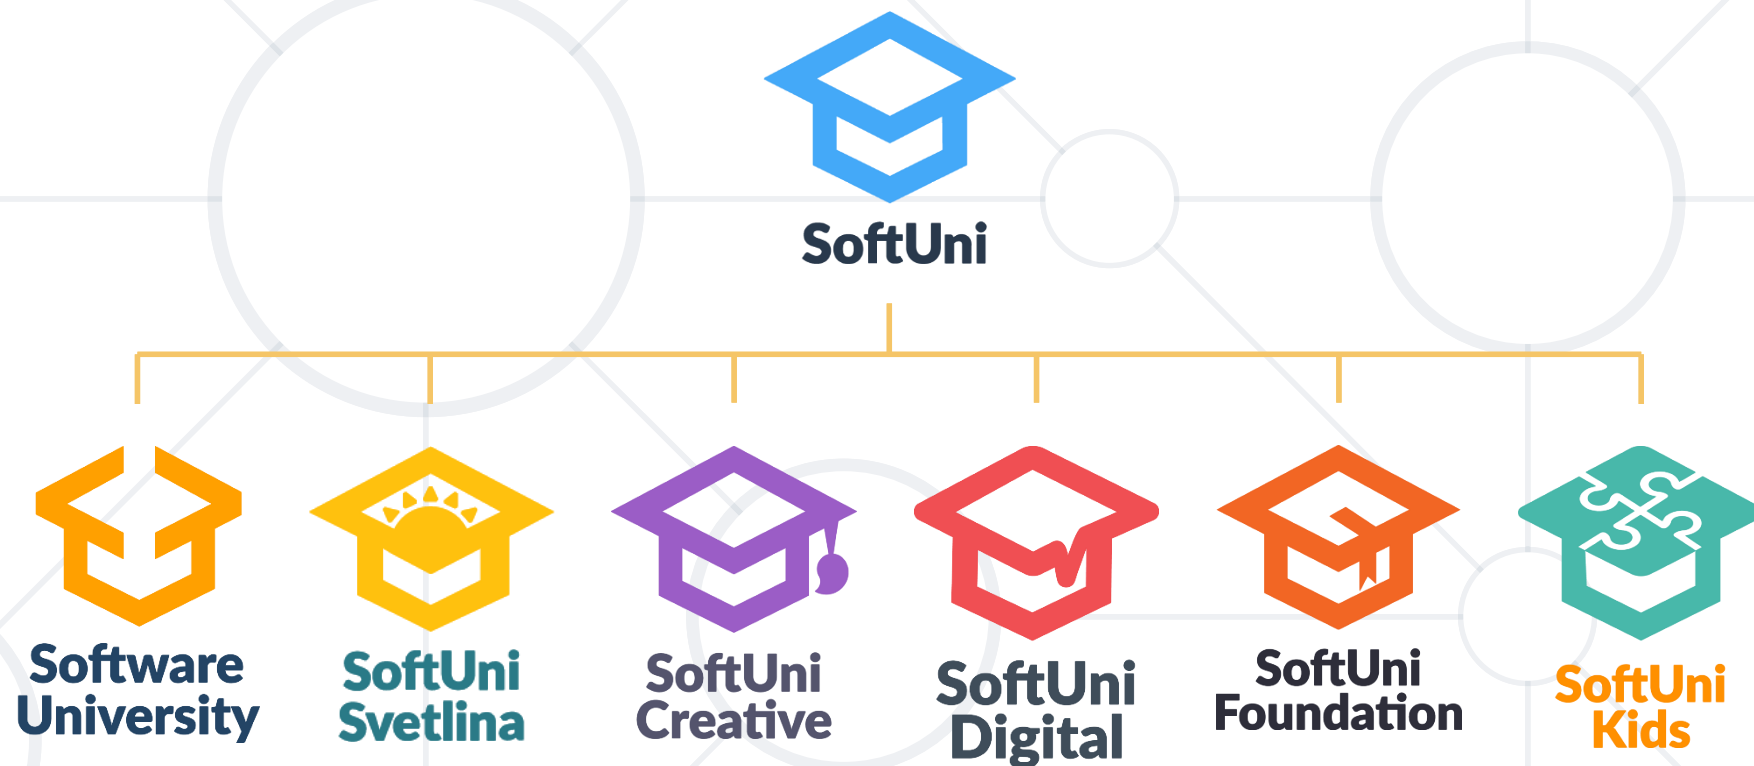 SoftUni
Software
University
SoftUni
Svetlina
SoftUni
Creative
SoftUni
Digital
SoftUni
Foundation
SoftUni
Kids